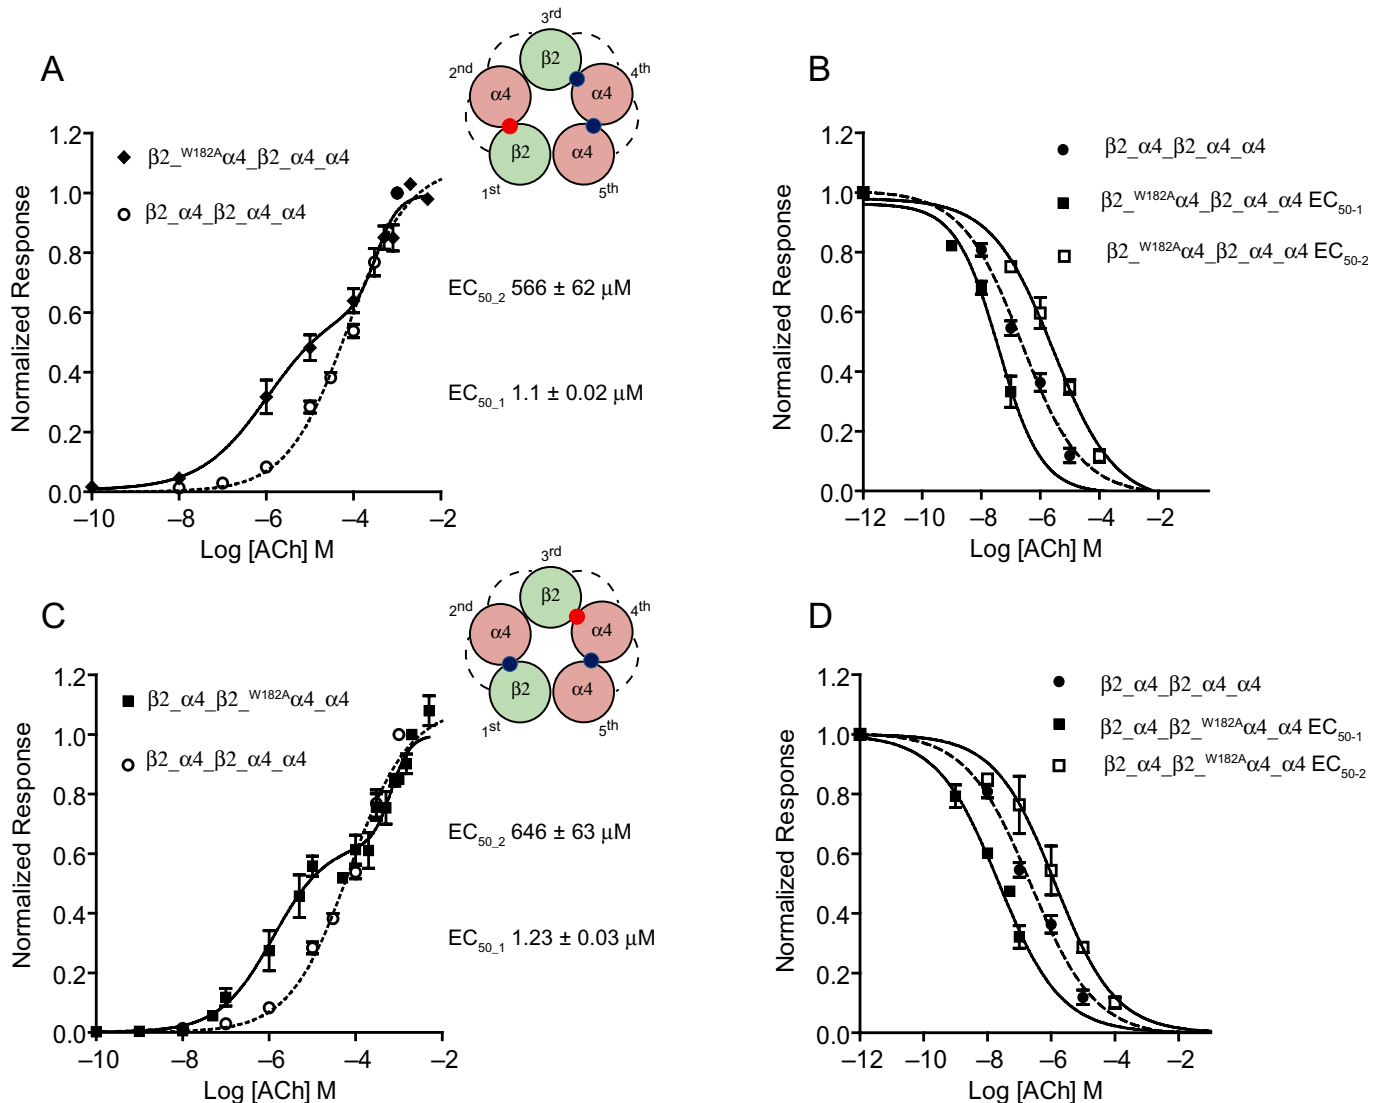 A
3rd
β2
2nd
α4
4th
α4
β2
α4
1st
5th
1.2
1.0
0.8
0.6
0.4
0.2
0.0
Normalized Response
β2_W182Aα4_β2_α4_α4
β2_α4_β2_α4_α4
EC50_2 566 ± 62 μM
EC50_1 1.1 ± 0.02 μM
–10 –8 –6 –4 –2
Log [ACh] M
B
1.2
1.0
0.8
0.6
0.4
0.2
0.0
Normalized Response
β2_α4_β2_α4_α4
β2_W182Aα4_β2_α4_α4 EC50-1
β2_W182Aα4_β2_α4_α4 EC50-2
–12 –10 –8 –6 –4 –2
Log [ACh] M
C
3rd
β2
2nd
α4
4th
α4
β2
α4
1st
5th
1.2
1.0
0.8
0.6
0.4
0.2
0.0
Normalized Response
β2_α4_β2_W182Aα4_α4
β2_α4_β2_α4_α4
EC50_2 646 ± 63 μM
EC50_1 1.23 ± 0.03 μM
–10 –8 –6 –4 –2
Log [ACh] M
D
1.2
1.0
0.8
0.6
0.4
0.2
0.0
Normalized Response
β2_α4_β2_α4_α4
β2_α4_β2_W182Aα4_α4 EC50-1
β2_α4_β2_W182Aα4_α4 EC50-2
–12 –10 –8 –6 –4 –2
Log [ACh] M